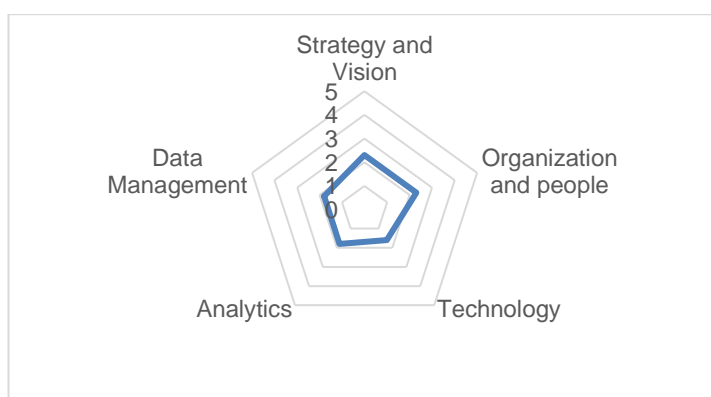 Strategy and
Vision
5
4
3
2
1
0
Data
Management
Organization
and people
Analytics
Technology